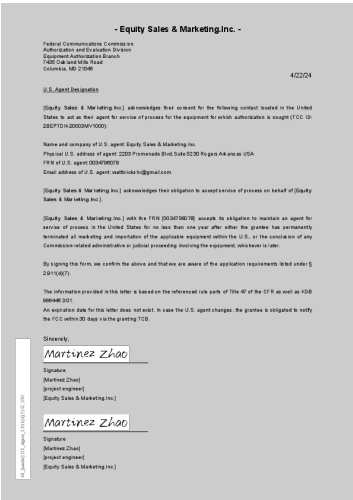 - Equity Sales & Marketing.Inc. -
Federal Communications Commission
Authorization and Evaluation Division
Equipment Authorization Branch
7435 Oakland Mills Road
Columbia, MD 21046
4/22/24
U.S. Agent Designation
[Equity Sales & Marketing.Inc.] acknowledges their consent for the following contact located in the United
States to act as their agent for service of process for the equipment for which authorization is sought (FCC ID:
Name and company of U.S. agent: Equity Sales & Marketing.Inc.
Physical U.S. address of agent: 2203 Promenade Blvd, Suite 5230 Rogers Arkansas USA
FRN of U.S. agent: 0034798078
Email address of U.S. agent:
[Equity Sales & Marketing.Inc.] acknowledges their obligation to accept service of process on behalf of [Equity
Sales & Marketing.Inc.].
[Equity Sales & Marketing.Inc.] with the FRN [0034798078] accepts its obligation to maintain an agent for
service of process in the United States for no less than one year after either the grantee has permanently
terminated all marketing and importation of the applicable equipment within the U.S., or the conclusion of any
Commission-related administrative or judicial proceeding involving the equipment, whichever is later.
By signing this form, we confirm the above and that we are aware of the application requirements listed under §
2.911(d)(7).
The information provided in this letter is based on the referenced rule parts of Title 47 of the CFR as well as KDB
986446 D01.
An expiration date for this letter does not exist. In case the U.S. agent changes, the grantee is obligated to notify
the FCC within 30 days via the granting TCB.
Sincerely,
Martinez Zhao
Signature
[Martinez Zhao]
[project engineer]
[Equity Sales & Marketing.Inc.]
Martinez Zhao
Signature
[Martinez Zhao]
[project engineer]
[Equity Sales & Marketing.Inc.]